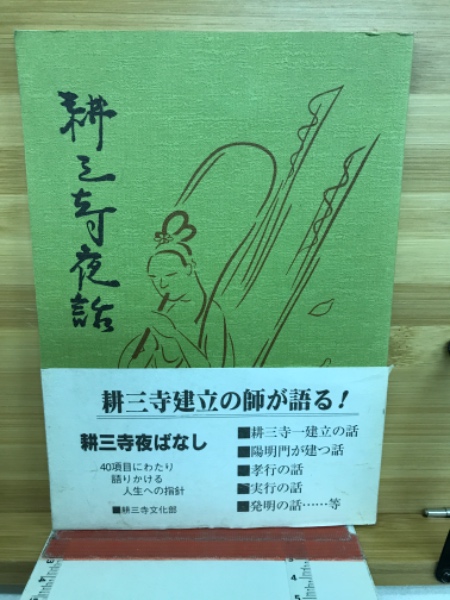 耕三寺夜話
耕三寺建立の師が語る!
耕三寺夜ばなし
40項目にわたり
語りかける
人生への指針
■耕三寺文化部
■耕三寺一建立の話
■陽明門が建つ話
■孝行の話
■実行の話
■発明の話……等